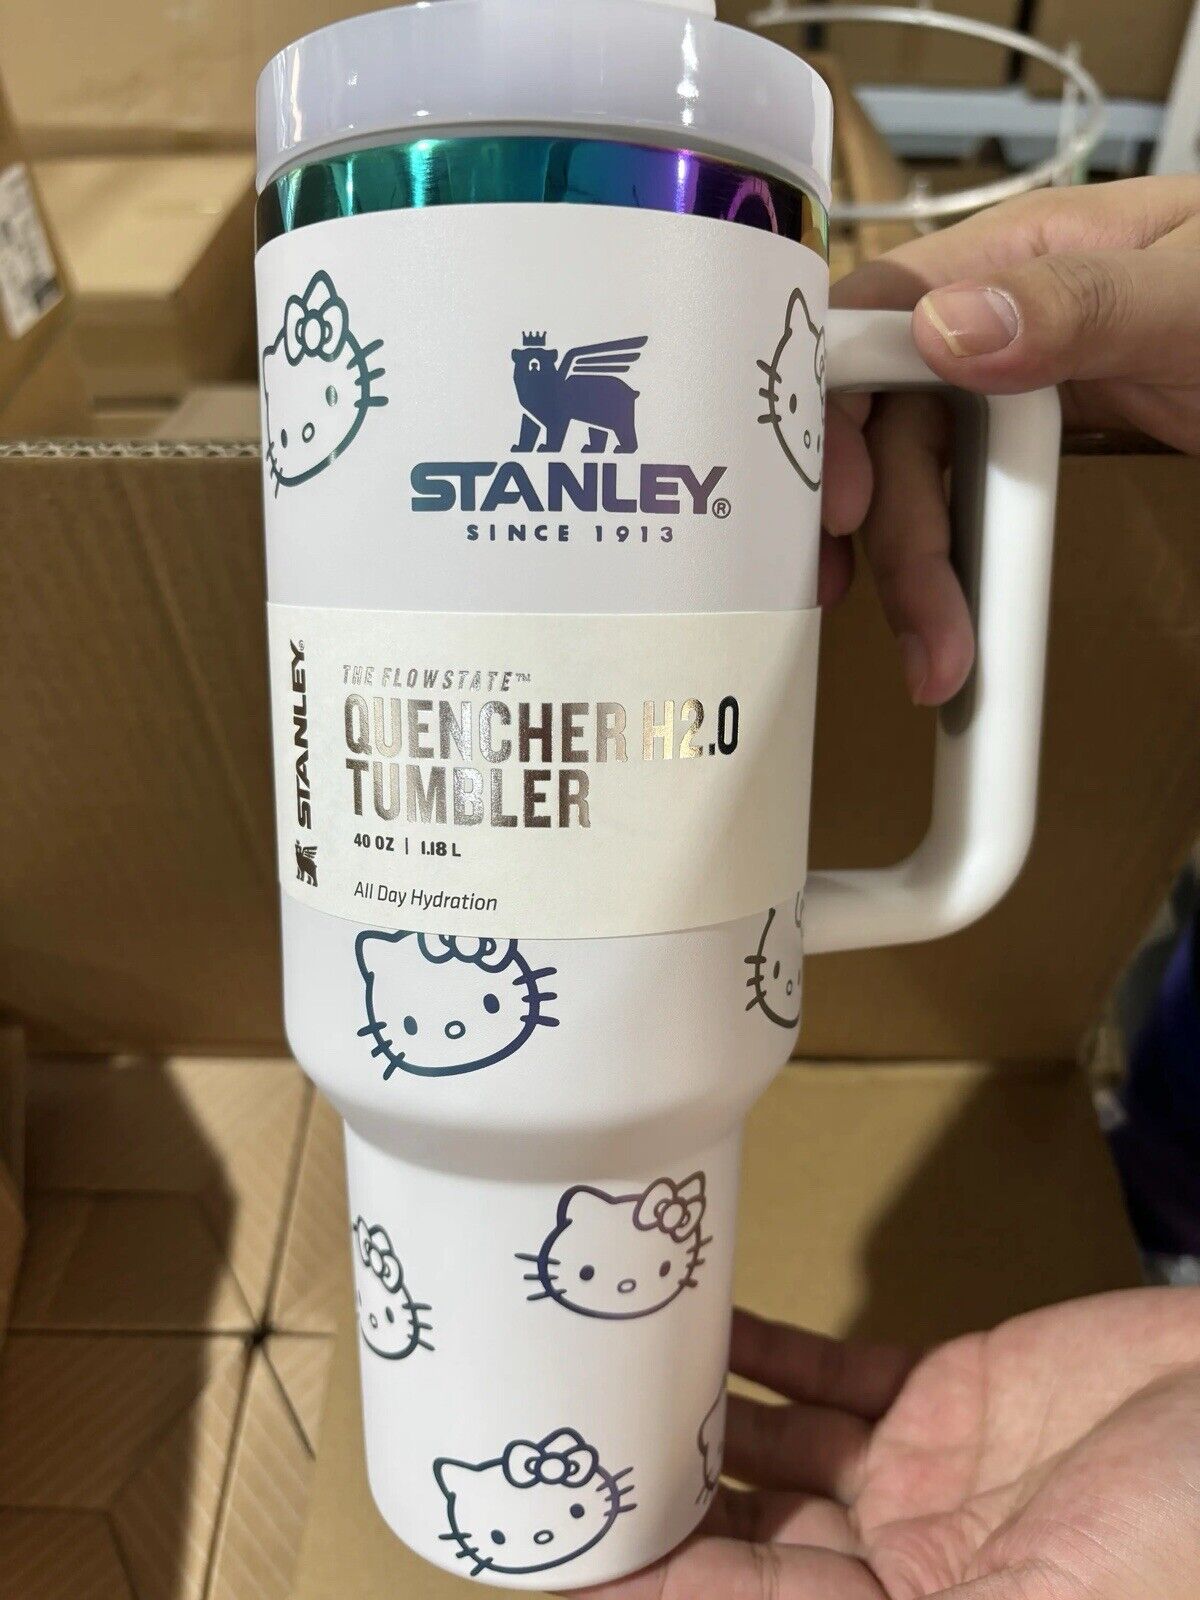 STANLEY®
SINCE 1913
STANLEY®
THE FLOWSTATE™
QUENCHER H2.0
TUMBLER
40 OZ | 1.18 L
All Day Hydration